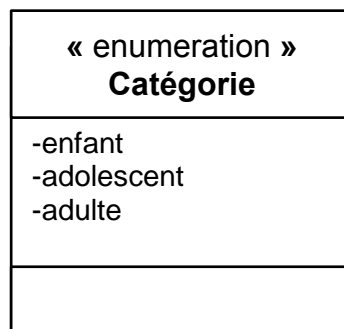 « enumeration »
Catégorie
-enfant
-adolescent
-adulte